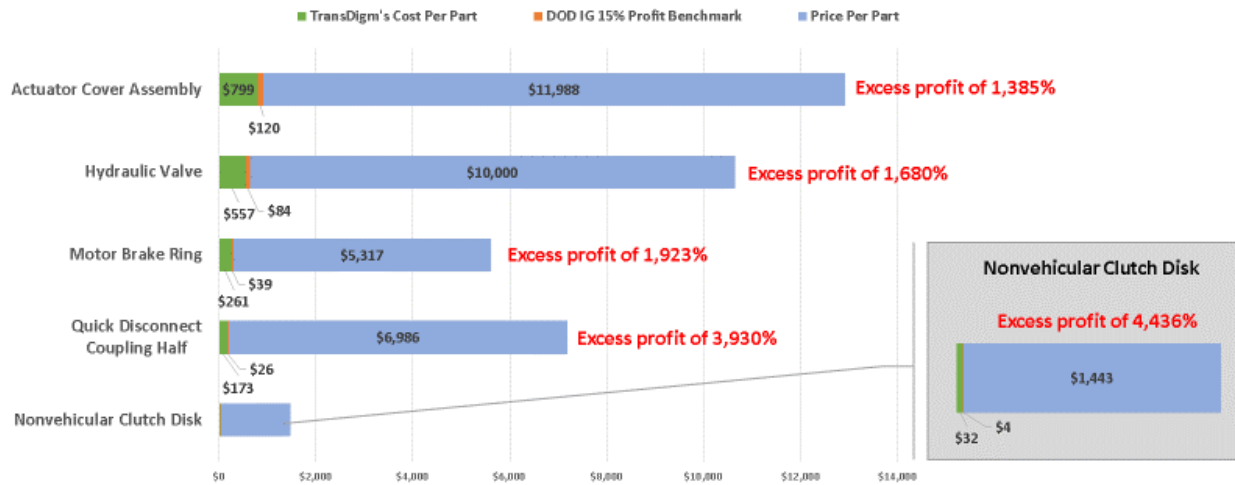 TransDigm's Cost Per Part DOD IG 15% Profit Benchmark Price Per Part
Actuator Cover Assembly
$799
$11,988
Excess profit of 1,385%
$120
Hydraulic Valve
$10,000
Excess profit of 1,680%
$557
$84
Motor Brake Ring
$5,317
Excess profit of 1,923%
$39
$261
Quick Disconnect
Coupling Half
$6,986
Excess profit of 3,930%
$26
$173
Nonvehicular Clutch Disk
Nonvehicular Clutch Disk
Excess profit of 4,436%
$1,443
$4
$32
$0 $2,000 $4,000 $6,000 $8,000 $10,000 $12,000 $14,000